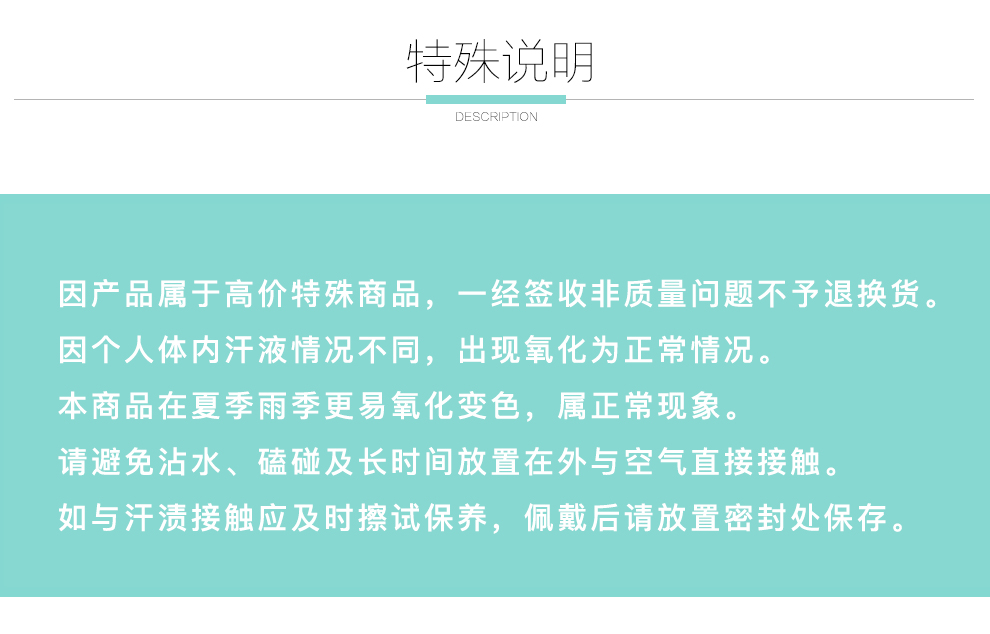 特殊说明
DESCRIPTION
因产品属于高价特殊商品，一经签收非质量问题不予退换货。
因个人体内汗液情况不同，出现氧化为正常情况。
本商品在夏季雨季更易氧化变色，属正常现象。
请避免沾水、磕碰及长时间放置在外与空气直接接触。
如与汗渍接触应及时擦试保养，佩戴后请放置密封处保存。